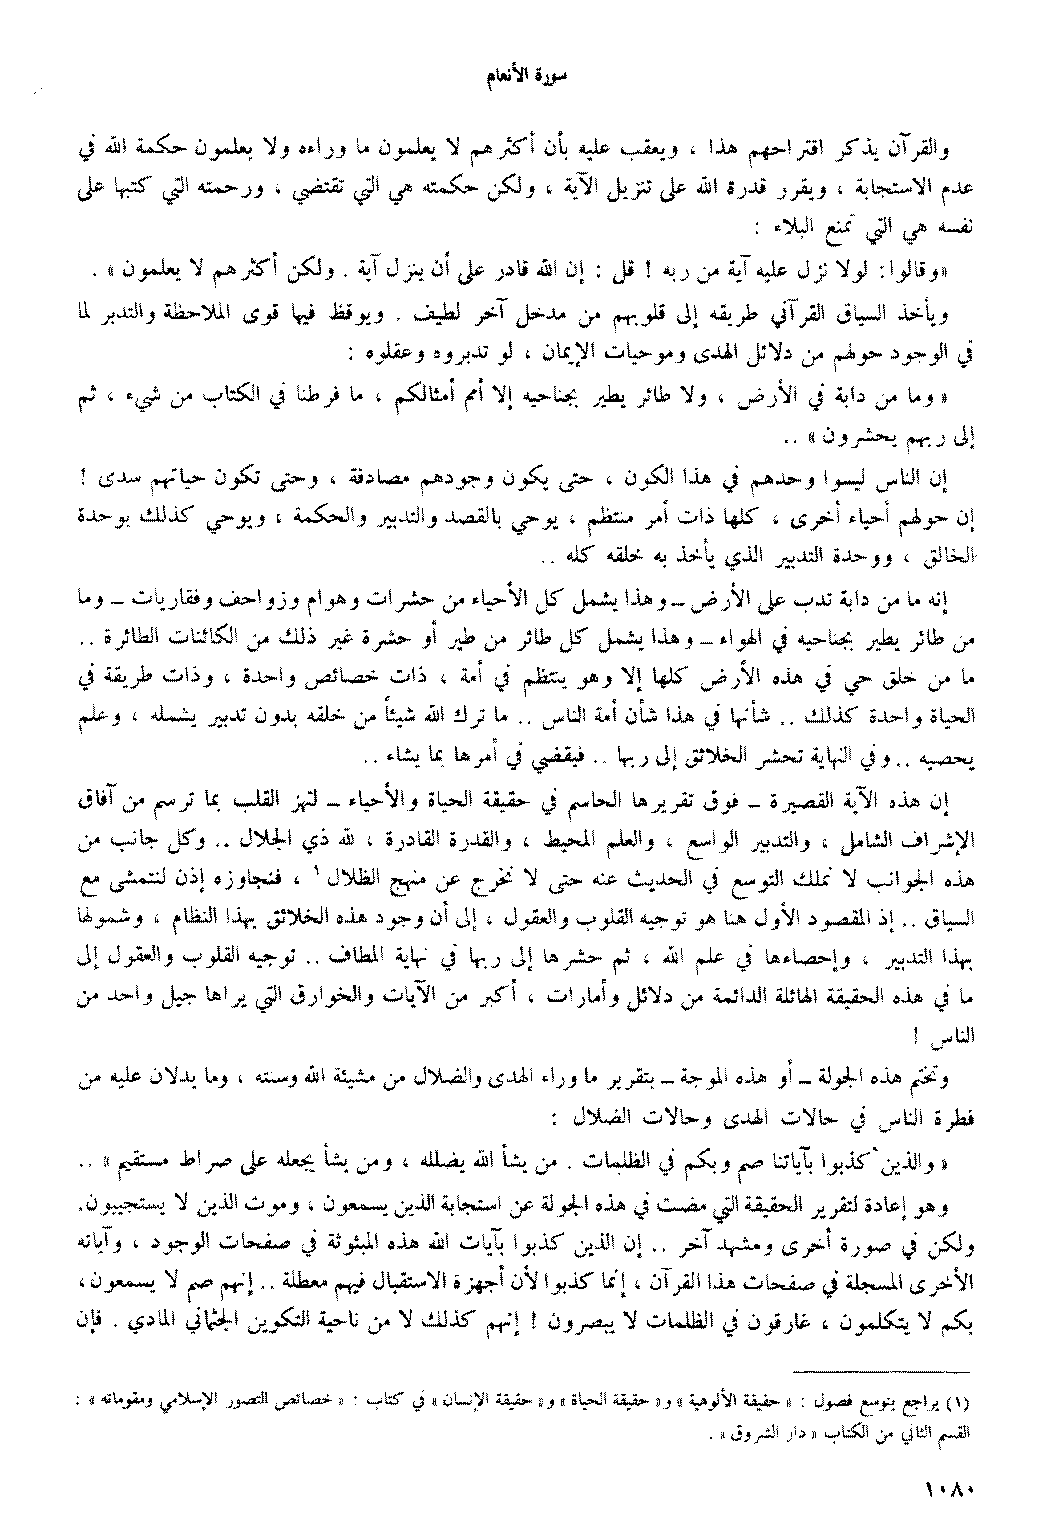 سورة الأنعام
والقرآن يذكر اقتراحهم هذا ، ويعقب عليه بأن أكثرهم لا يعلمون ما وراءه ولا يعلمون حكمة الله في
عدم الاستجابة ، ويقرر قدرة الله على تنزيل الآية ، ولكن حكمته هي التي تقتضي ، ورحمته التي كتبها على
نفسه هي التي تمنع البلاء :
«وقالوا: لولا نزل عليه آية من ربه ! قل : إن الله قادر على أن ينزل آية . ولكن أكثرهم لا يعلمون» .
ويأخذ السياق القرآني طريقه إلى قلوبهم من مدخل آخر لطيف . ويوقظ فيها قوى الملاحظة والتدبر لما
في الوجود حولهم من دلائل الهدى وموحيات الإيمان ، لو تدبروه وعقلوه :
« وما من دابة في الأرض ، ولا طائر يطير بجناحيه إلا أمم أمثالكم ، ما فرطنا في الكتاب من شيء ، ثم
إلى ربهم يحشرون » ..
إن الناس ليسوا وحدهم في هذا الكون ، حتى يكون وجودهم مصادفة ، وحتى تكون حياتهم سدى !
إن حولهم أحياء أخرى ، كلها ذات أمر منتظم ، يوحي بالقصد والتدبير والحكمة ، ويوحي كذلك بوحدة
الخالق ، ووحدة التدبير الذي يأخذ به خلقه كله ..
إنه ما من دابة تدب على الأرض – وهذا يشمل كل الأحياء من حشرات وهوام وزواحف وفقاريات – وما
من طائر يطير بجناحيه في الهواء – وهذا يشمل كل طائر من طير أو حشرة غير ذلك من الكائنات الطائرة ..
ما من خلق حي في هذه الأرض كلها إلا وهو ينتظم في أمة ، ذات خصائص واحدة ، وذات طريقة في
الحياة واحدة كذلك .. شأنها في هذا شأن أمة الناس .. ما ترك الله شيئاً من خلقه بدون تدبير يشمله ، وعلم
يحصيه .. وفي النهاية تحشر الخلائق إلى ربها .. فيقضي في أمرها بما يشاء ..
إن هذه الآية القصيرة – فوق تقريرها الحاسم في حقيقة الحياة والأحياء – لتهز القلب بما ترسم من آفاق
الإشراف الشامل ، والتدبير الواسع ، والعلم المحيط ، والقدرة القادرة ، لله ذي الجلال .. وكل جانب من
هذه الجوانب لا نملك التوسع في الحديث عنه حتى لا نخرج عن منهج الظلال ١ ، فنجاوزه إذن لنتمشى مع
السياق .. إذ المقصود الأول هنا هو توجيه القلوب والعقول ، إلى أن وجود هذه الخلائق بهذا النظام ، وشمولها
بهذا التدبير ، وإحصاءها في علم الله ، ثم حشرها إلى ربها في نهاية المطاف .. توجيه القلوب والعقول إلى
ما في هذه الحقيقة الهائلة الدائمة من دلائل وأمارات ، أكبر من الآيات والخوارق التي يراها جيل واحد من
الناس !
وتختم هذه الجولة – أو هذه الموجة – بتقرير ما وراء الهدى والضلال من مشيئة الله وسنته ، وما يدلان عليه من
فطرة الناس في حالات الهدى وحالات الضلال :
« والذين كذبوا بآياتنا صم وبكم في الظلمات . من يشأ الله يضلله ، ومن يشأ يجعله على صراط مستقيم » ..
وهو إعادة لتقرير الحقيقة التي مضت في هذه الجولة عن استجابة الذين يسمعون ، وموت الذين لا يستجيبون.
ولكن في صورة أخرى ومشهد آخر .. إن الذين كذبوا بآيات الله هذه المبثوثة في صفحات الوجود ، وآياته
الأخرى المسجلة في صفحات هذا القرآن ، إنما كذبوا لأن أجهزة الاستقبال فيهم معطلة .. إنهم صم لا يسمعون ،
بكم لا يتكلمون ، غارقون في الظلمات لا يبصرون ! إنهم كذلك لا من ناحية التكوين الجثماني المادي . فإن
(١) يراجع بتوسع فصول : « حقيقة الألوهية » و« حقيقة الحياة » و« حقيقة الإنسان » في كتاب : « خصائص التصور الإسلامي ومقوماته » :
القسم الثاني من الكتاب « دار الشروق » .
١٠٨٠